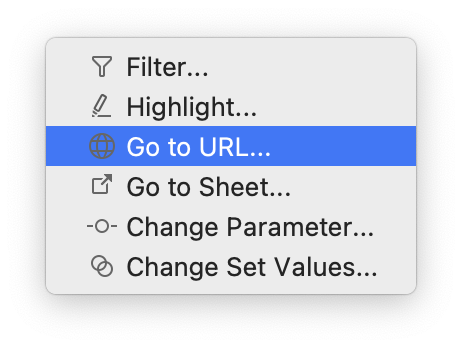 Filter...
Highlight...
Go to URL...
Go to Sheet...
Change Parameter...
Change Set Values...